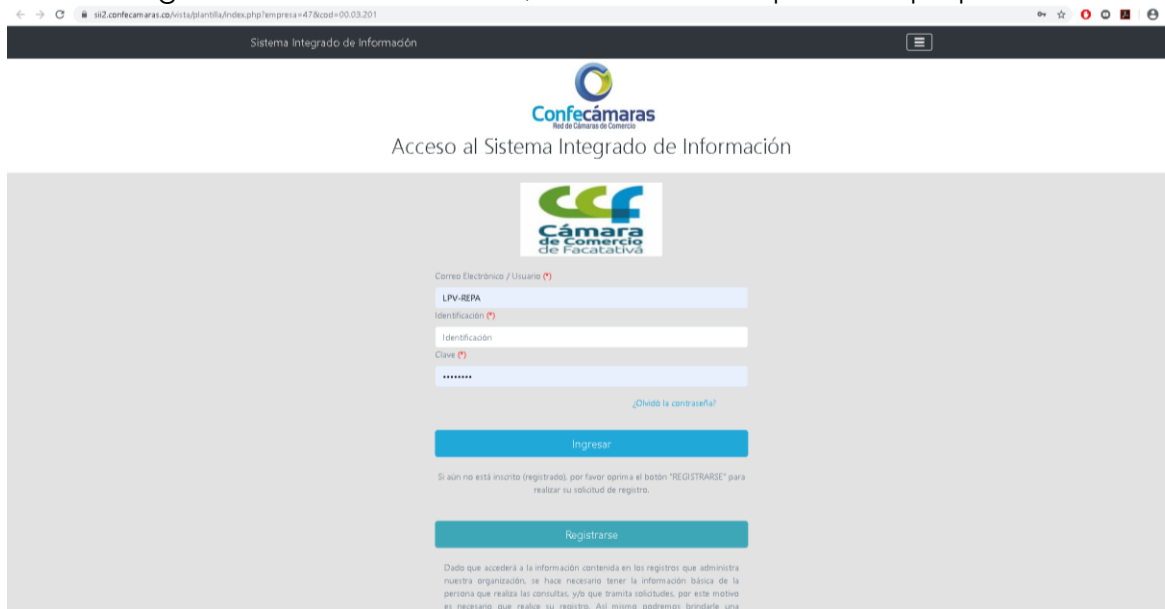 sii2.confecamaras.co/vista/plantilla/index.php?empresa=47&cod=00.03.201
Sistema Integrado de Información
Confecámaras
Red de Cámaras de Comercio
Acceso al Sistema Integrado de Información
ccf
Cámara
de Comercio
de Facatativá
Correo Electrónico / Usuario (*)
LPV-REPA
Identificación (*)
Identificación
Clave (*)
••••••••
¿Olvidó la contraseña?
Ingresar
Si aún no está inscrito (registrado), por favor oprima el botón "REGISTRARSE" para
realizar su solicitud de registro.
Registrarse
Dado que accederá a la información contenida en los registros que administra
nuestra organización, se hace necesario tener la información básica de la
persona que realiza las consultas, y/o que tramita solicitudes, por este motivo
es necesario que realice su registro. Así mismo podremos brindarle una